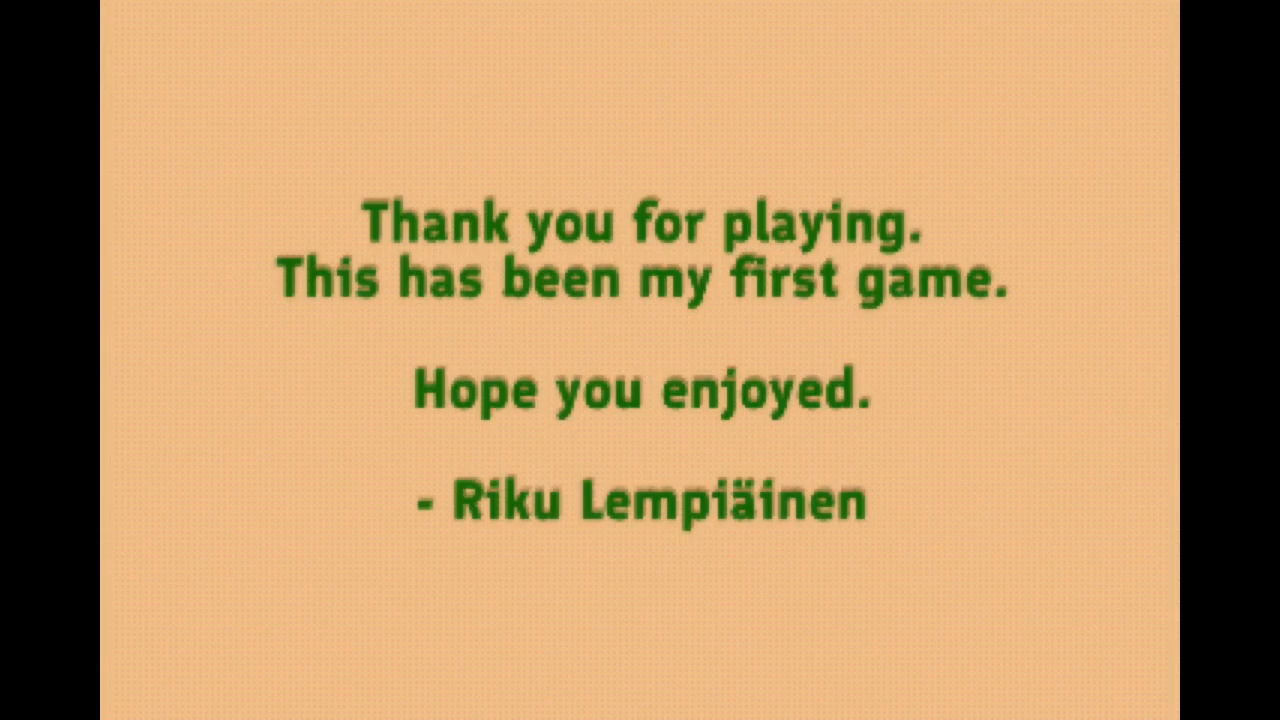 Thank you for playing.
This has been my first game.
Hope you enjoyed.
- Riku Lempiäinen